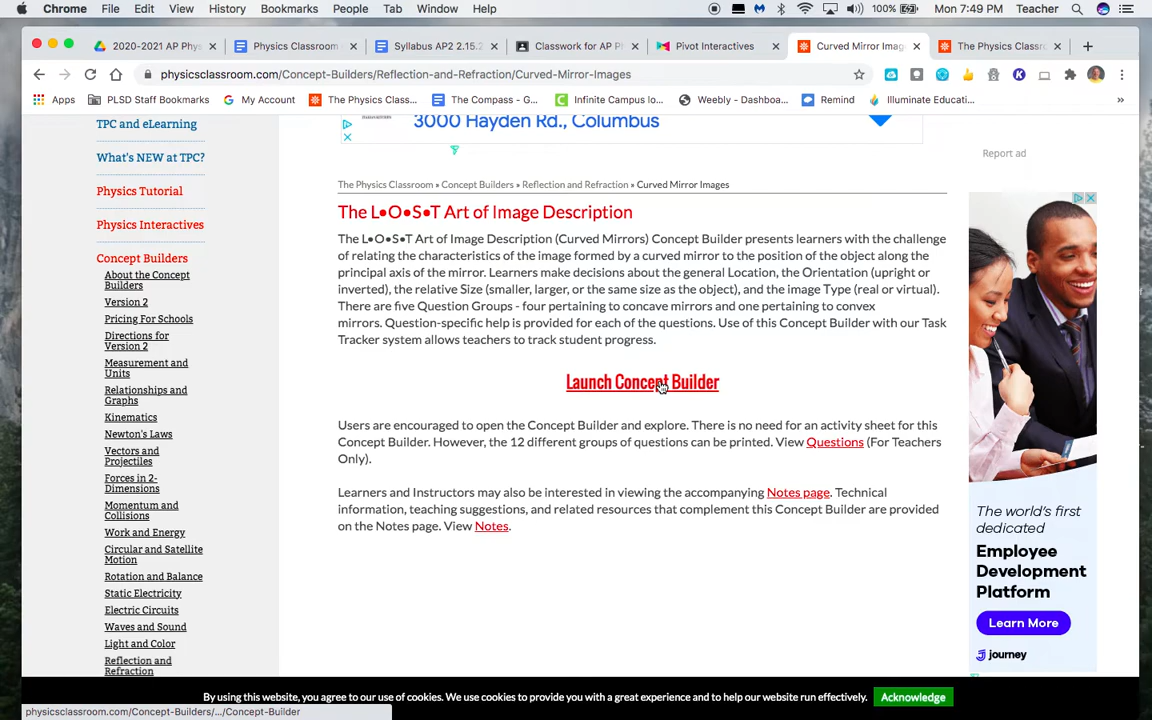 Chrome File Edit View History Bookmarks People Tab Window Help 100% Mon 7:49 PM Teacher
2020-2021 AP Phys Physics Classroom Syllabus AP2 2.15.2 Classwork for AP P Pivot Interactives Curved Mirror Imag The Physics Classro
physicsclassroom.com/Concept-Builders/Reflection-and-Refraction/Curved-Mirror-Images
Apps PLSD Staff Bookmarks My Account The Physics Class... The Compass - G... Infinite Campus lo... Weebly - Dashboa... Remind Illuminate Educati... »
TPC and eLearning
What's NEW at TPC?
Physics Tutorial
Physics Interactives
Concept Builders
About the Concept
Builders
Version 2
Pricing For Schools
Directions for
Version 2
Measurement and
Units
Relationships and
Graphs
Kinematics
Newton's Laws
Vectors and
Projectiles
Forces in 2-
Dimensions
Momentum and
Collisions
Work and Energy
Circular and Satellite
Motion
Rotation and Balance
Static Electricity
Electric Circuits
Waves and Sound
Light and Color
Reflection and
Refraction
3000 Hayden Rd., Columbus
The Physics Classroom » Concept Builders » Reflection and Refraction » Curved Mirror Images
The L•O•S•T Art of Image Description
The L•O•S•T Art of Image Description (Curved Mirrors) Concept Builder presents learners with the challenge
of relating the characteristics of the image formed by a curved mirror to the position of the object along the
principal axis of the mirror. Learners make decisions about the general Location, the Orientation (upright or
inverted), the relative Size (smaller, larger, or the same size as the object), and the image Type (real or virtual).
There are five Question Groups - four pertaining to concave mirrors and one pertaining to convex
mirrors. Question-specific help is provided for each of the questions. Use of this Concept Builder with our Task
Tracker system allows teachers to track student progress.
Launch Concept Builder
Users are encouraged to open the Concept Builder and explore. There is no need for an activity sheet for this
Concept Builder. However, the 12 different groups of questions can be printed. View Questions (For Teachers
Only).
Learners and Instructors may also be interested in viewing the accompanying Notes page. Technical
information, teaching suggestions, and related resources that complement this Concept Builder are provided
on the Notes page. View Notes.
Report ad
The world's first
dedicated
Employee
Development
Platform
Learn More
journey
By using this website, you agree to our use of cookies. We use cookies to provide you with a great experience and to help our website run effectively. Acknowledge
physicsclassroom.com/Concept-Builders/.../Concept-Builder